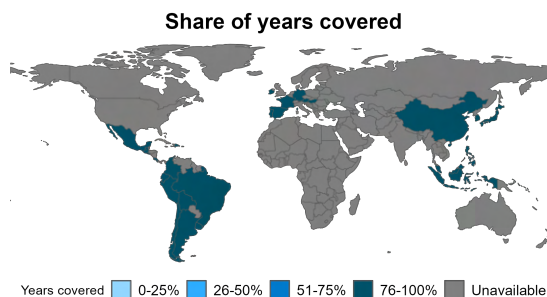 Share of years covered
Years covered 0-25% 26-50% 51-75% 76-100% Unavailable